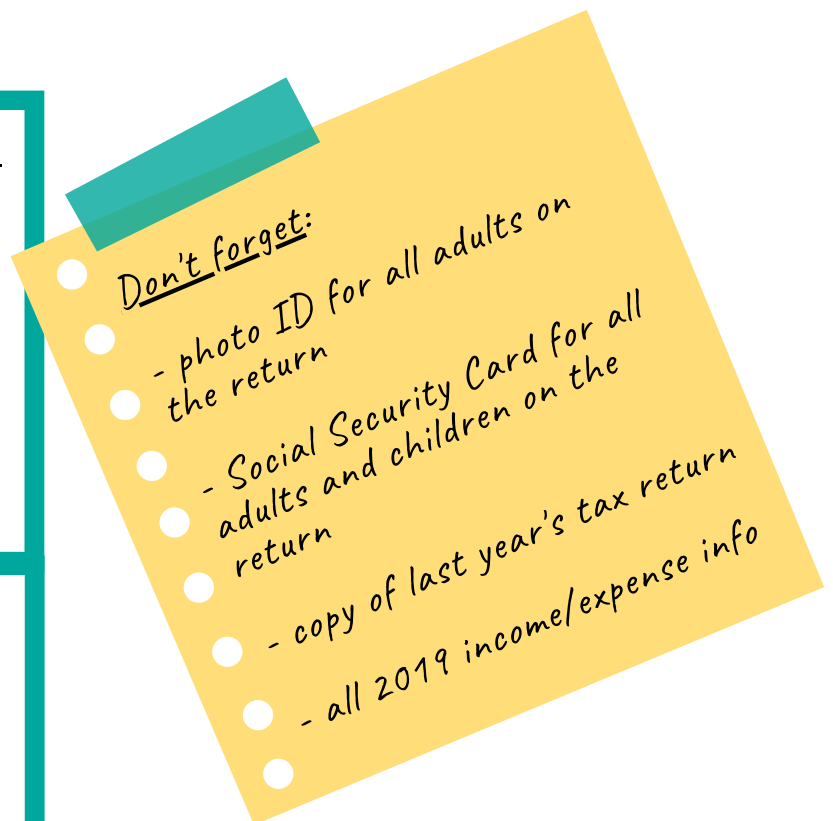 Don't forget:
- photo ID for all adults on
the return
- Social Security Card for all
adults and children on the
return
- copy of last year's tax return
- all 2019 income/expense info